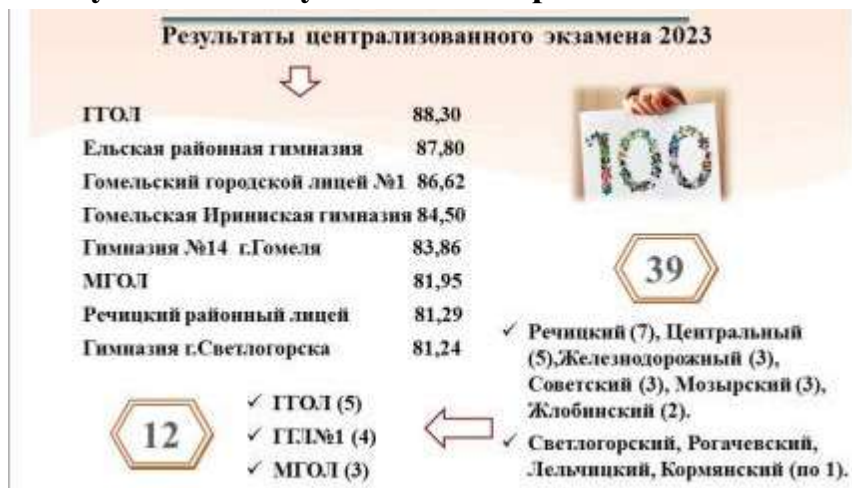 Результаты централизованного экзамена 2023
ГГОЛ 88,30
Ельская районная гимназия 87,80
Гомельский городской лицей №1 86,62
Гомельская Ирининская гимназия 84,50
Гимназия №14 г.Гомеля 83,86
МГОЛ 81,95
Речицкий районный лицей 81,29
Гимназия г.Светлогорска 81,24
100
39
✓ Речицкий (7), Центральный
(5),Железнодорожный (3),
Советский (3), Мозырский (3),
Жлобинский (2).
✓ Светлогорский, Рогачевский,
Лельчицкий, Кормянский (по 1).
12
✓ ГГОЛ (5)
✓ ГГЛ№1 (4)
✓ МГОЛ (3)